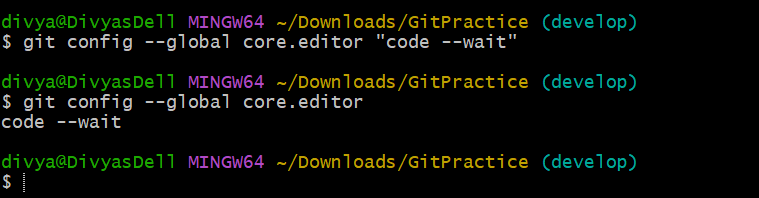 divya@DivyasDell MINGW64 ~/Downloads/GitPractice (develop)
$ git config --global core.editor "code --wait"
divya@DivyasDell MINGW64 ~/Downloads/GitPractice (develop)
$ git config --global core.editor
code --wait
divya@DivyasDell MINGW64 ~/Downloads/GitPractice (develop)
$